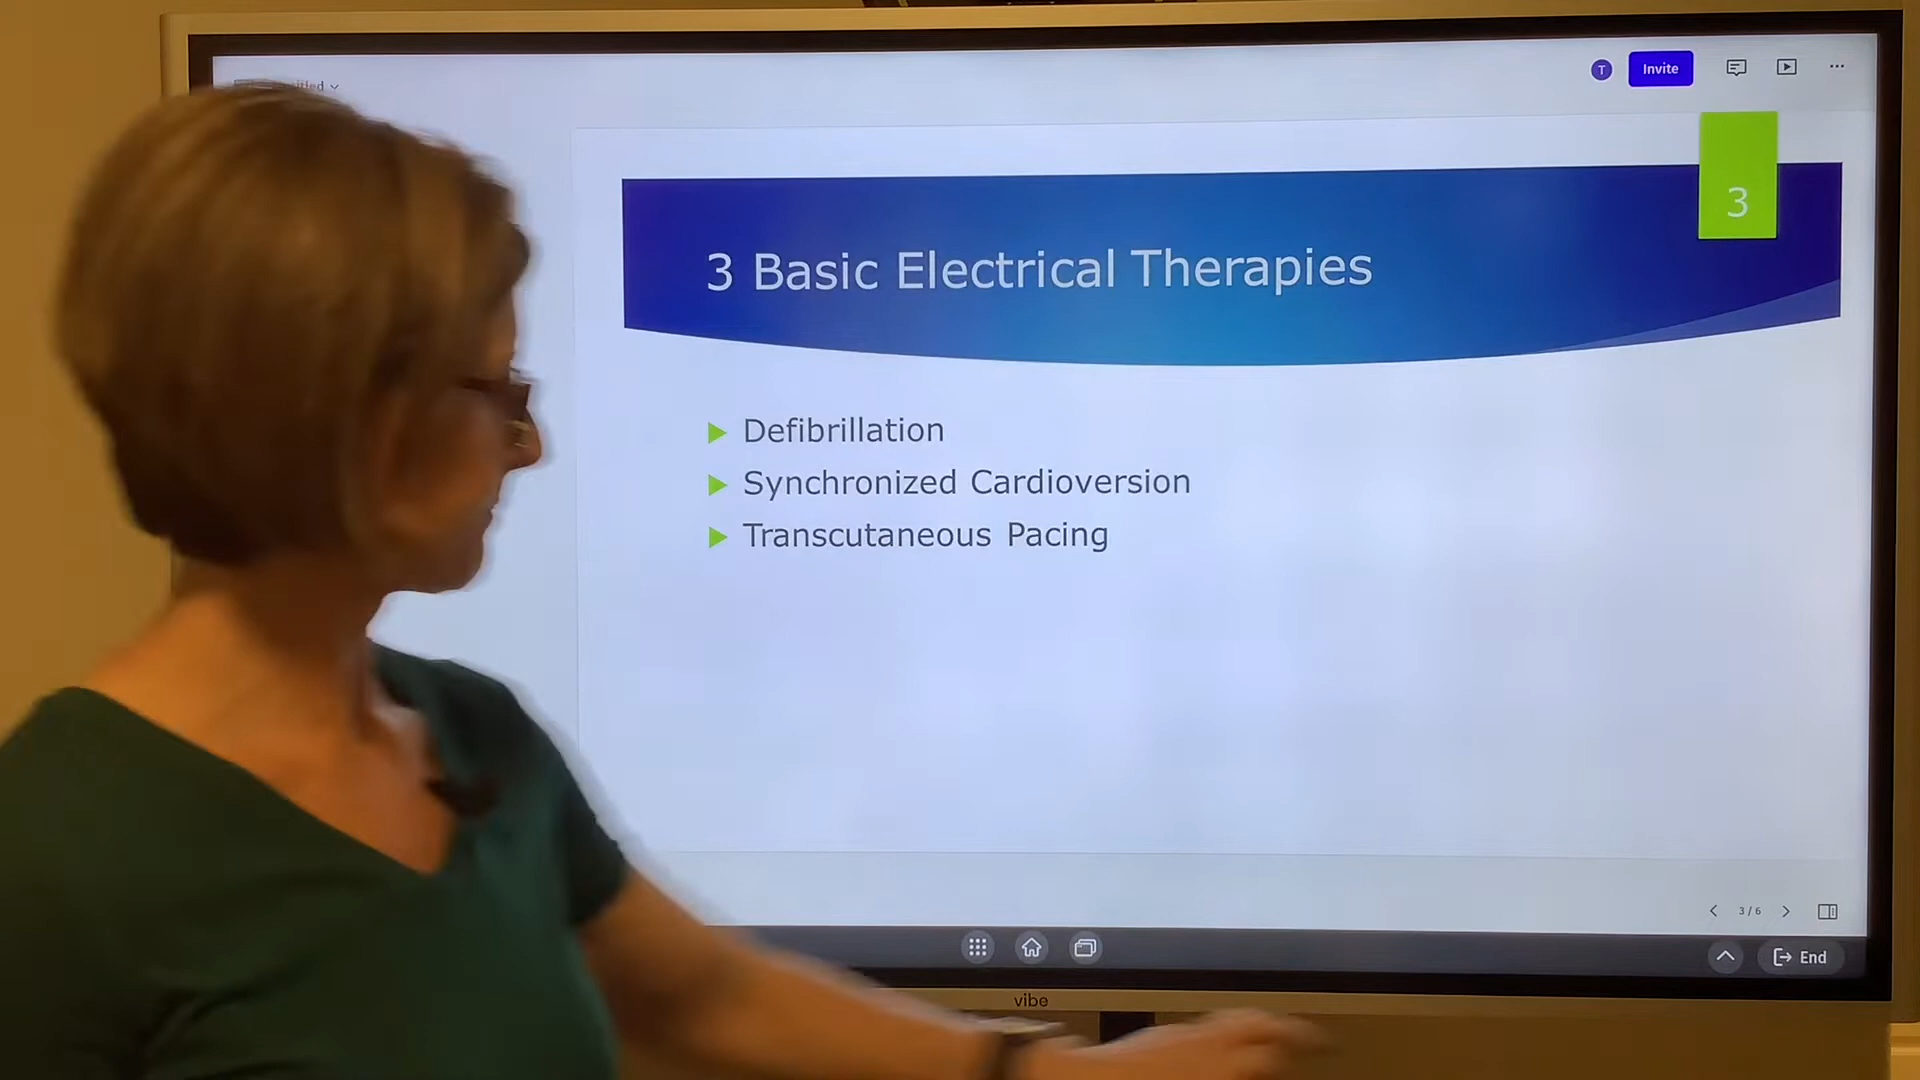 T Invite
3
3 Basic Electrical Therapies
Defibrillation
Synchronized Cardioversion
Transcutaneous Pacing
3 / 6
End
vibe